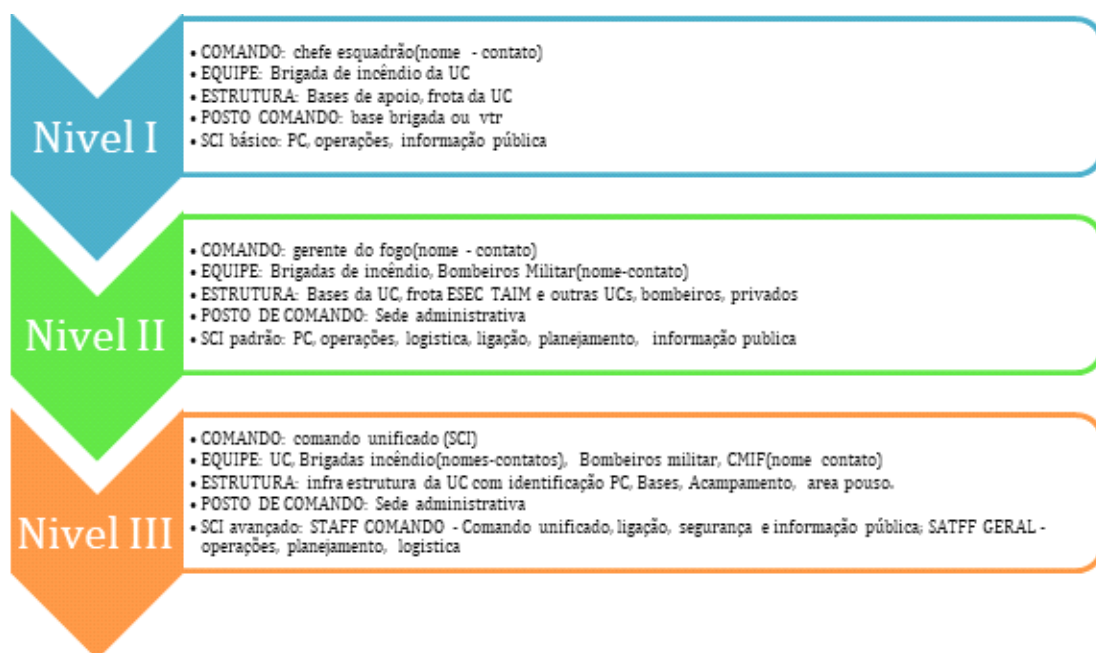 Nivel I
• COMANDO: chefe esquadrão(nome - contato)
• EQUIPE: Brigada de incêndio da UC
• ESTRUTURA: Bases de apoio, frota da UC
• POSTO COMANDO: base brigada ou vtr
• SCI básico: PC, operações, informação pública
Nivel II
• COMANDO: gerente do fogo(nome - contato)
• EQUIPE: Brigadas de incêndio, Bombeiros Militar(nome-contato)
• ESTRUTURA: Bases da UC, frota ESEC TAIM e outras UCs, bombeiros, privados
• POSTO DE COMANDO: Sede administrativa
• SCI padrão: PC, operações, logistica, ligação, planejamento, informação publica
Nivel III
• COMANDO: comando unificado (SCI)
• EQUIPE: UC, Brigadas incêndio(nomes-contatos), Bombeiros militar, CMIF(nome contato)
• ESTRUTURA: infra estrutura da UC com identificação PC, Bases, Acampamento, area pouso.
• POSTO DE COMANDO: Sede administrativa
• SCI avançado: STAFF COMANDO - Comando unificado, ligação, segurança e informação pública; SATFF GERAL -
operações, planejamento, logistica